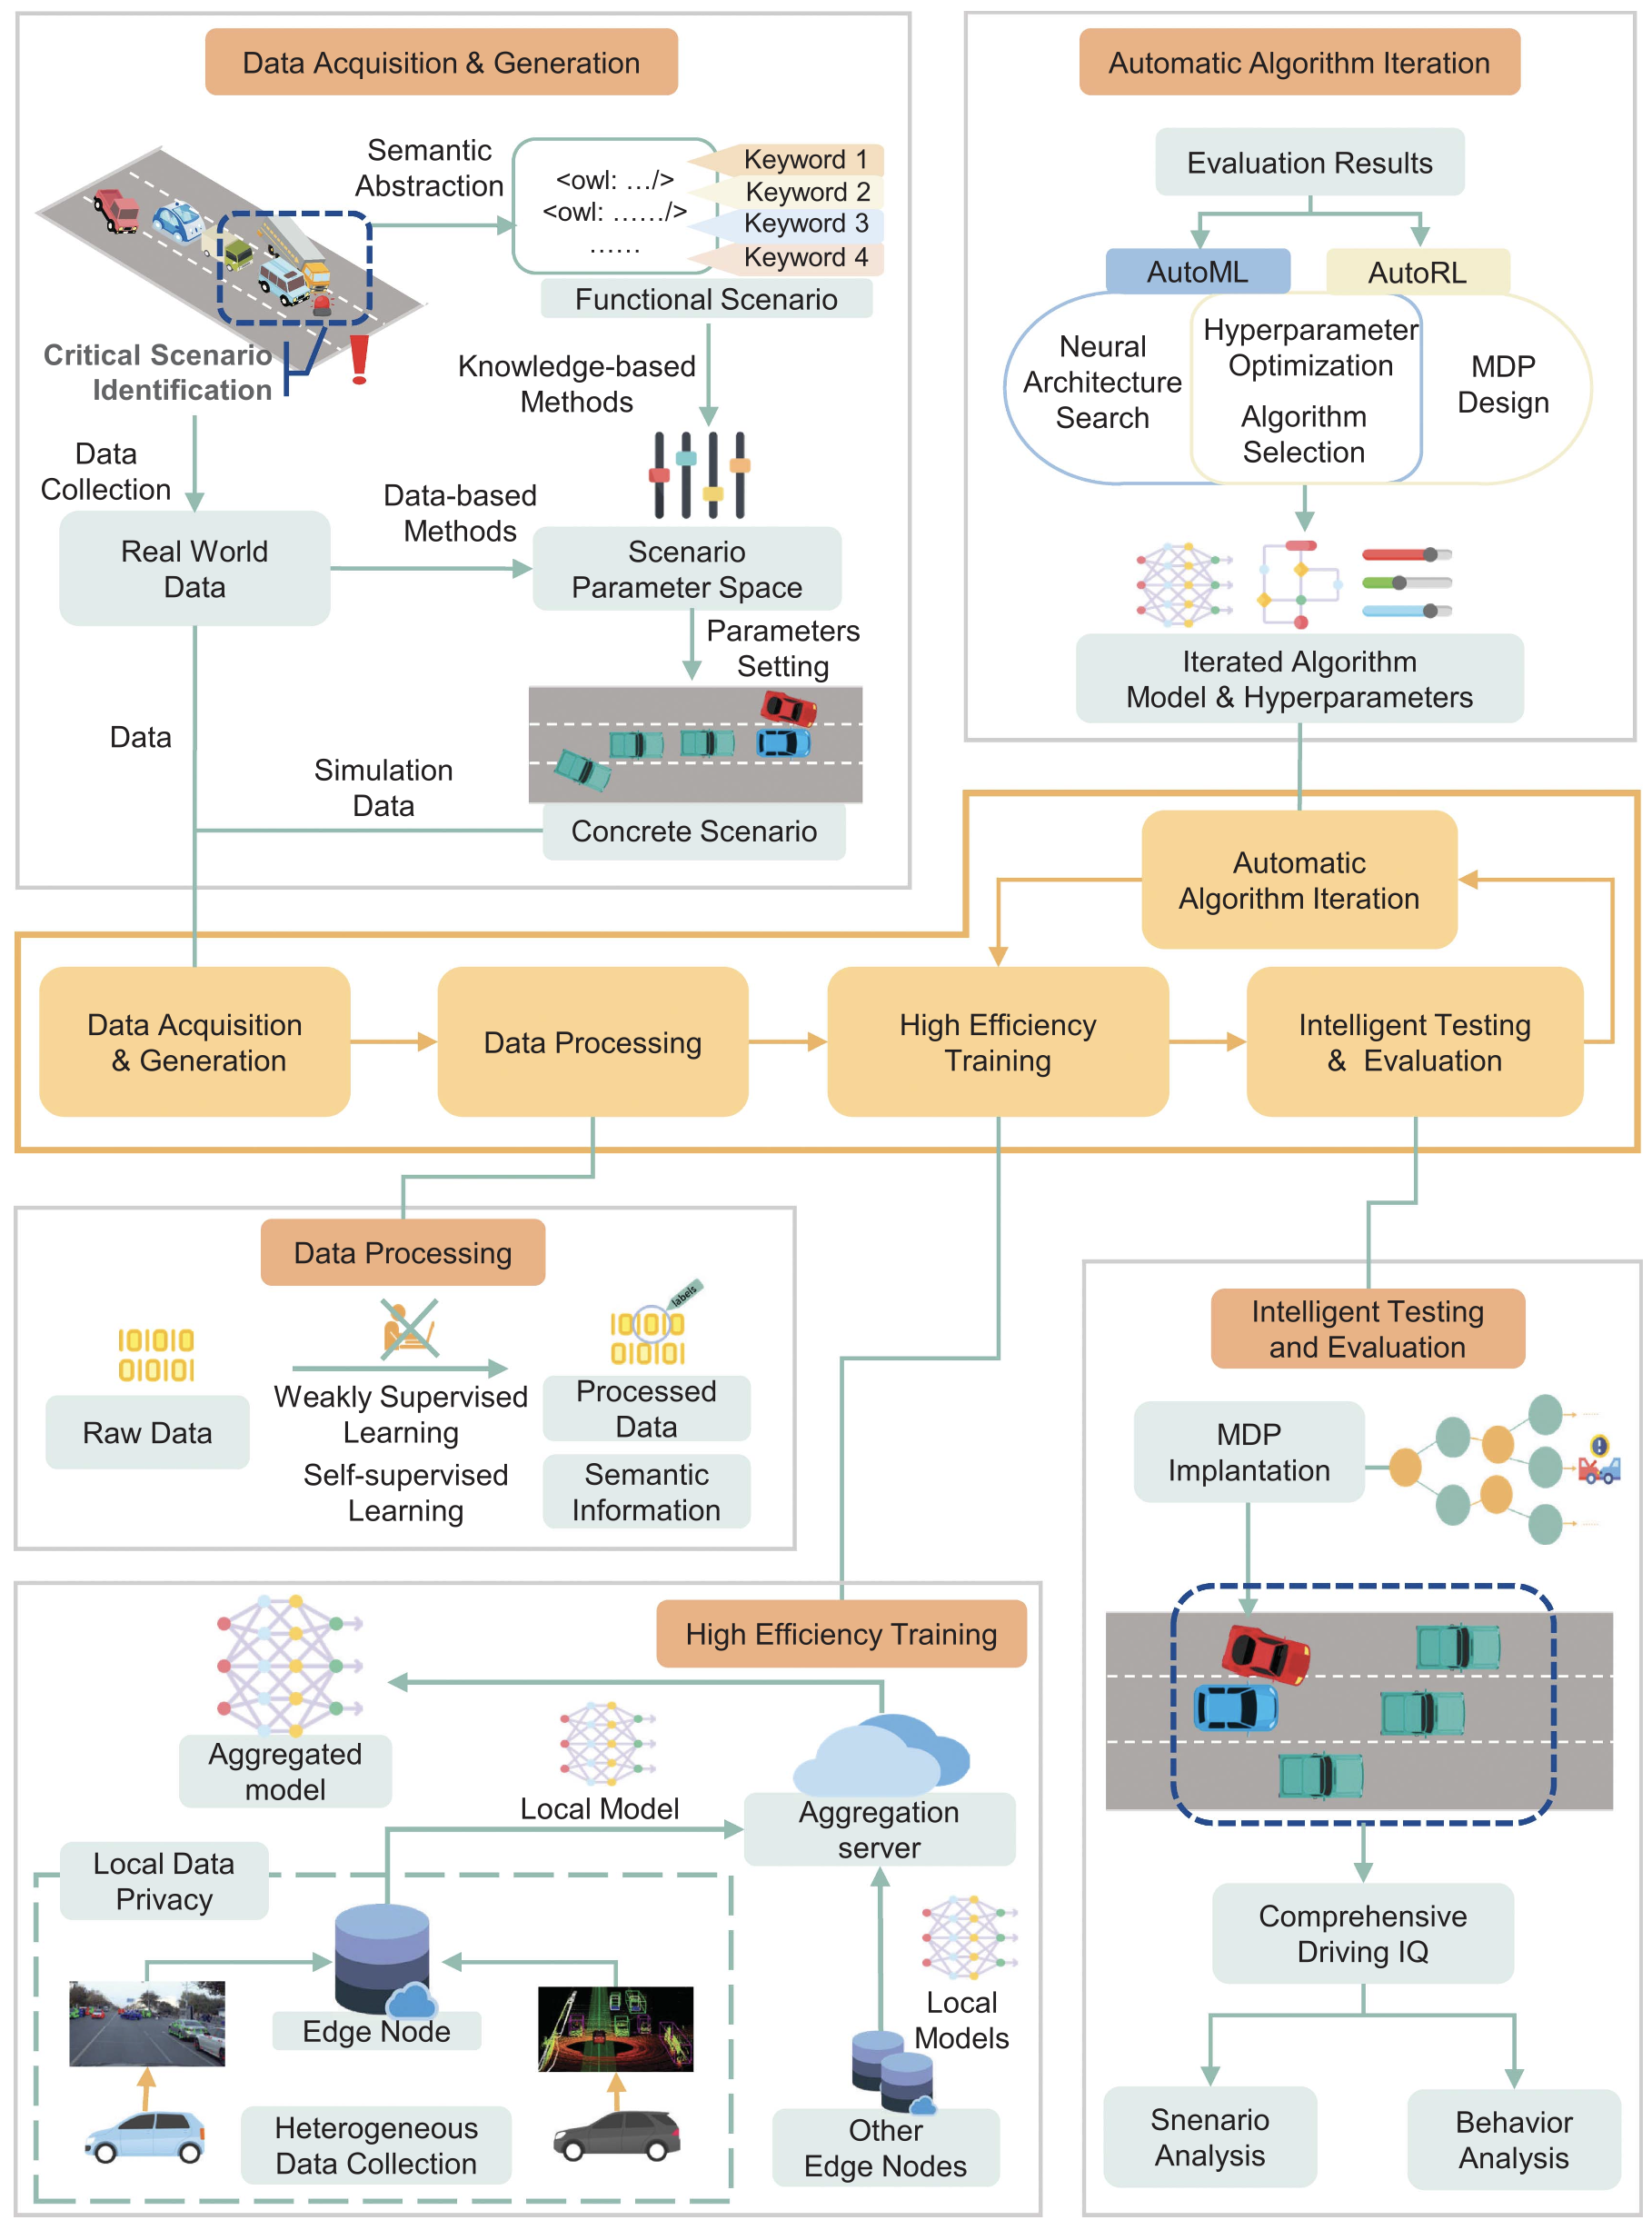 Data Acquisition & Generation
Semantic
Abstraction
<owl: .../>
<owl: ....../>
......
Keyword 1
Keyword 2
Keyword 3
Keyword 4
Functional Scenario
Critical Scenario
Identification
Knowledge-based
Methods
Data
Collection
Data-based
Methods
Real World
Data
Scenario
Parameter Space
Parameters
Setting
Data
Simulation
Data
Concrete Scenario
Automatic Algorithm Iteration
Evaluation Results
AutoML
AutoRL
Neural
Architecture
Search
Hyperparameter
Optimization
Algorithm
Selection
MDP
Design
Iterated Algorithm
Model & Hyperparameters
Automatic
Algorithm Iteration
Data Acquisition
& Generation
Data Processing
High Efficiency
Training
Intelligent Testing
& Evaluation
Data Processing
Raw Data
Weakly Supervised
Learning
Self-supervised
Learning
labels
Processed
Data
Semantic
Information
High Efficiency Training
Aggregated
model
Local Model
Aggregation
server
Local Data
Privacy
Edge Node
Heterogeneous
Data Collection
Local
Models
Other
Edge Nodes
Intelligent Testing
and Evaluation
MDP
Implantation
Comprehensive
Driving IQ
Snenario
Analysis
Behavior
Analysis